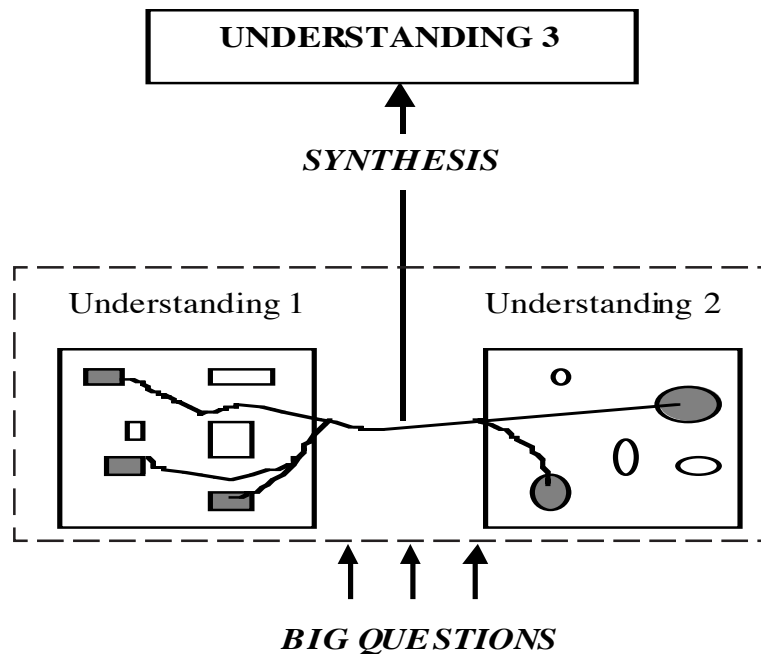 UNDERSTANDING 3
SYNTHESIS
Understanding 1
Understanding 2
BIG QUESTIONS